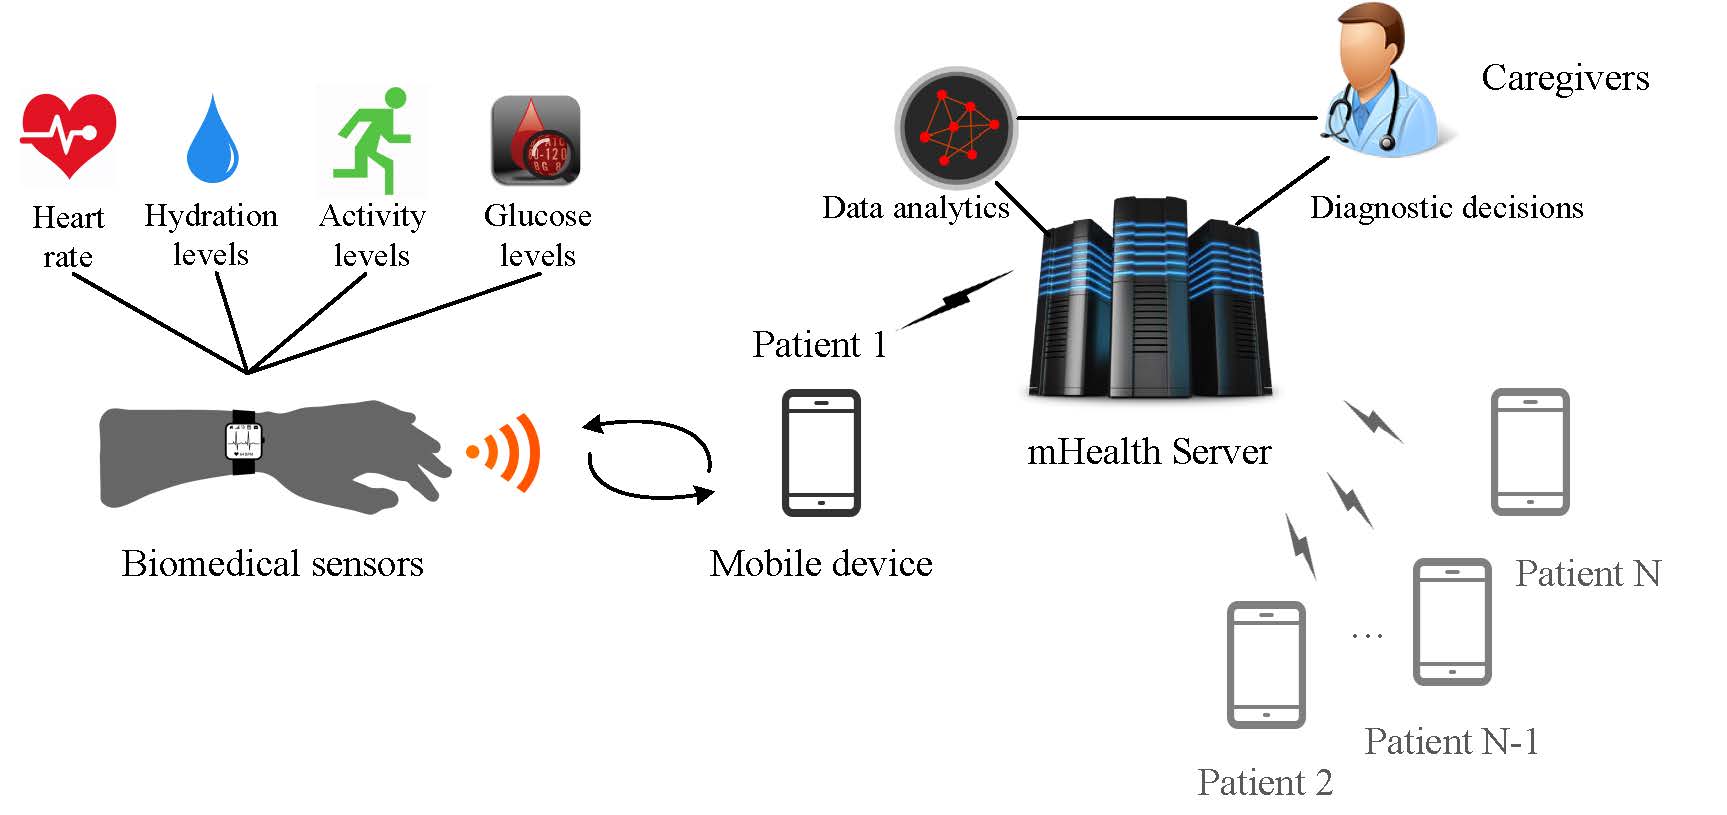 Caregivers
Heart
rate
Hydration
levels
Activity
levels
Glucose
levels
Data analytics
Diagnostic decisions
Patient 1
mHealth Server
Biomedical sensors
Mobile device
Patient N
...
Patient N-1
Patient 2